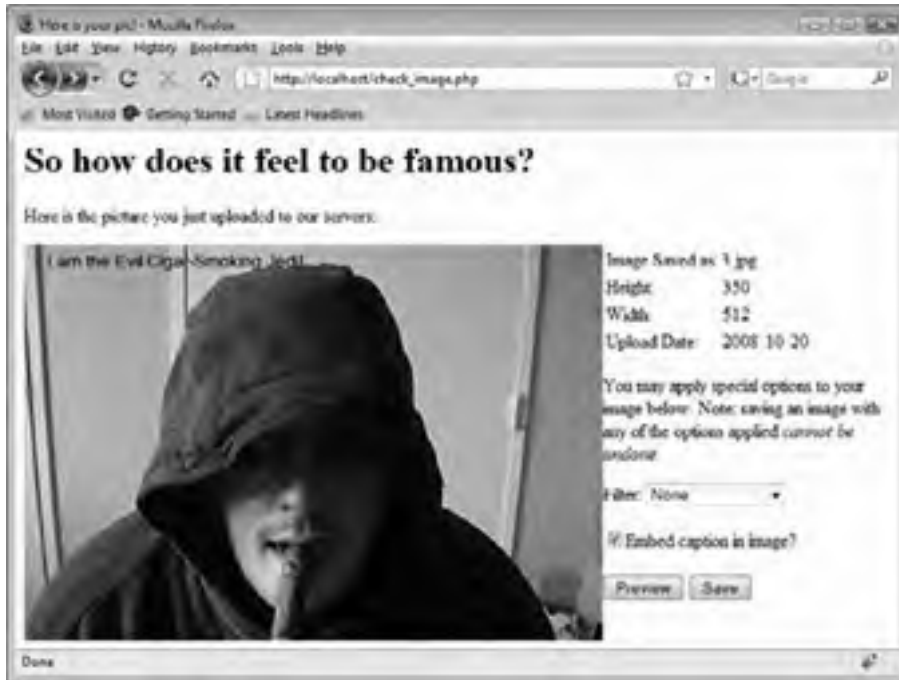 Here is your pic! - Mozilla Firefox
File Edit View History Bookmarks Tools Help
http://localhost/check_image.php
Google
Most Visited Getting Started Latest Headlines
So how does it feel to be famous?
Here is the picture you just uploaded to our servers:
I am the Evil Cigar-Smoking Jedi!
Image Saved as: 3.jpg
Height: 350
Width: 512
Upload Date: 2008-10-20
You may apply special options to your
image below. Note: saving an image with
any of the options applied cannot be
undone.
Filter: None
Embed caption in image?
Preview Save
Done